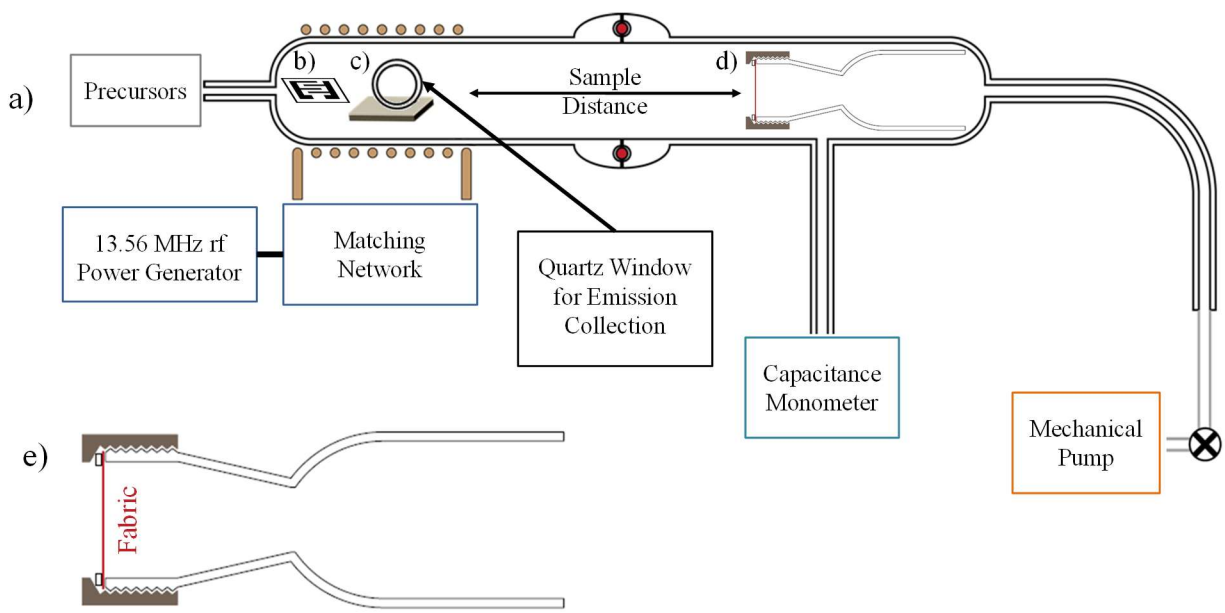 a)
Precursors
b)
c)
Sample
Distance
d)
13.56 MHz rf
Power Generator
Matching
Network
Quartz Window
for Emission
Collection
Capacitance
Monometer
Mechanical
Pump
e)
Fabric